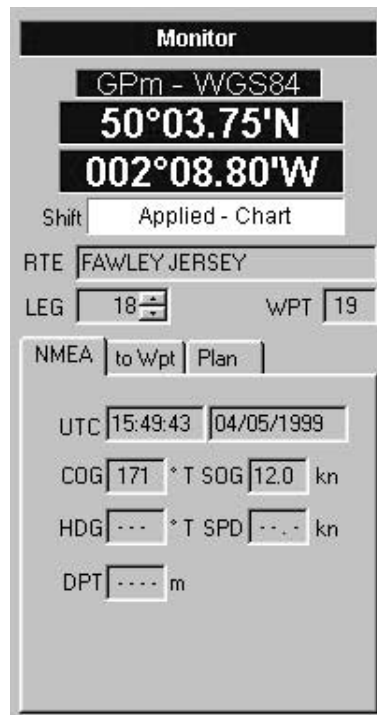 Monitor
GPm - WGS84
50°03.75'N
002°08.80'W
Shift Applied - Chart
RTE FAWLEY JERSEY
LEG 18 WPT 19
NMEA to Wpt Plan
UTC 15:49:43 04/05/1999
COG 171 ° T SOG 12.0 kn
HDG --- ° T SPD --.- kn
DPT ---- m